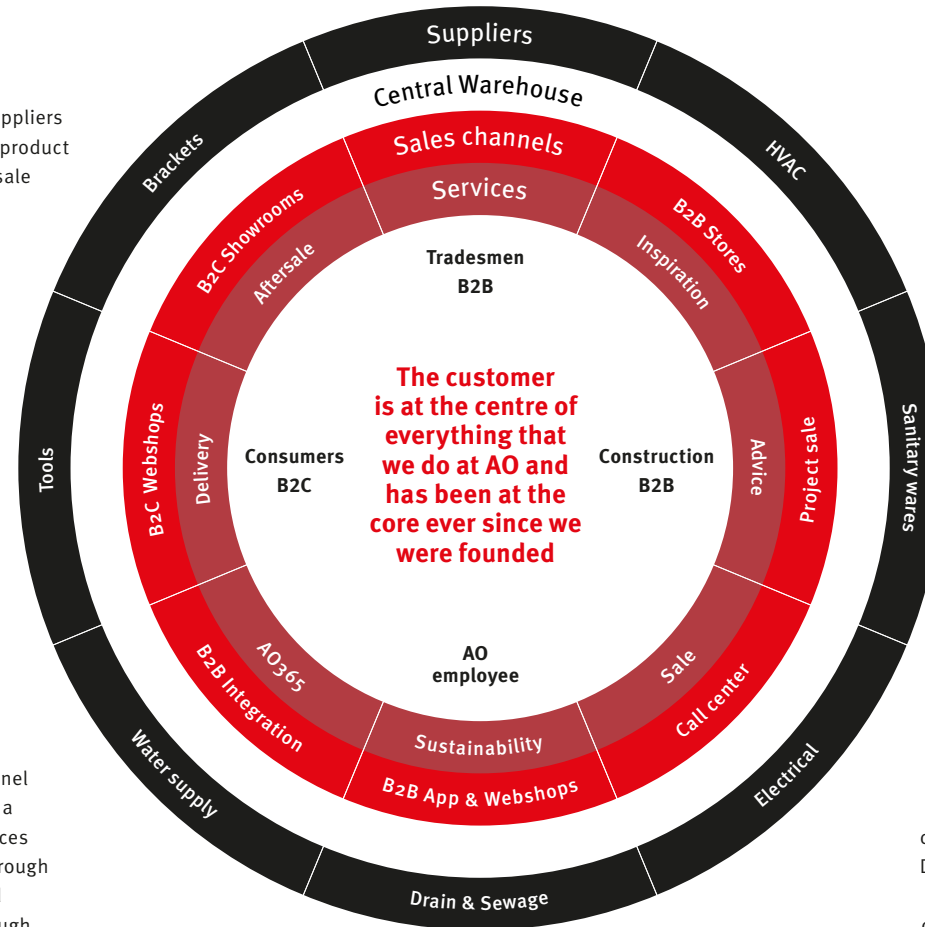 Suppliers
Central Warehouse
Sales channels
Services
Brackets
HVAC
B2C Showrooms
B2B Stores
Aftersale
Inspiration
product
sale
Tradesmen
B2B
The customer
is at the centre of
everything that
we do at AO and
has been at the
core ever since we
were founded
Tools
B2C Webshops
Delivery
Consumers
B2C
Construction
B2B
Advice
Project sale
Sanitary wares
AO
employee
AO365
Sale
B2B Integration
Call center
Sustainability
B2B App & Webshops
Water supply
Electrical
Drain & Sewage
a
rough